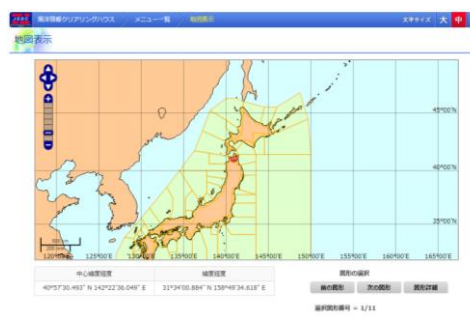 海洋情報クリアリングハウス メニュー一覧 地図表示 文字サイズ 大 中
地図表示
45°00'N
40°00'N
35°00'N
120°00'E 125°00'E 130°00'E 135°00'E 140°00'E 145°00'E 150°00'E 155°00'E
中心緯度経度 緯度経度 図形の選択
40°57'30.493" N 142°22'36.049" E 31°34'00.884" N 158°49'34.618" E 前の図形 次の図形 図形詳細
選択図形番号 = 1/11